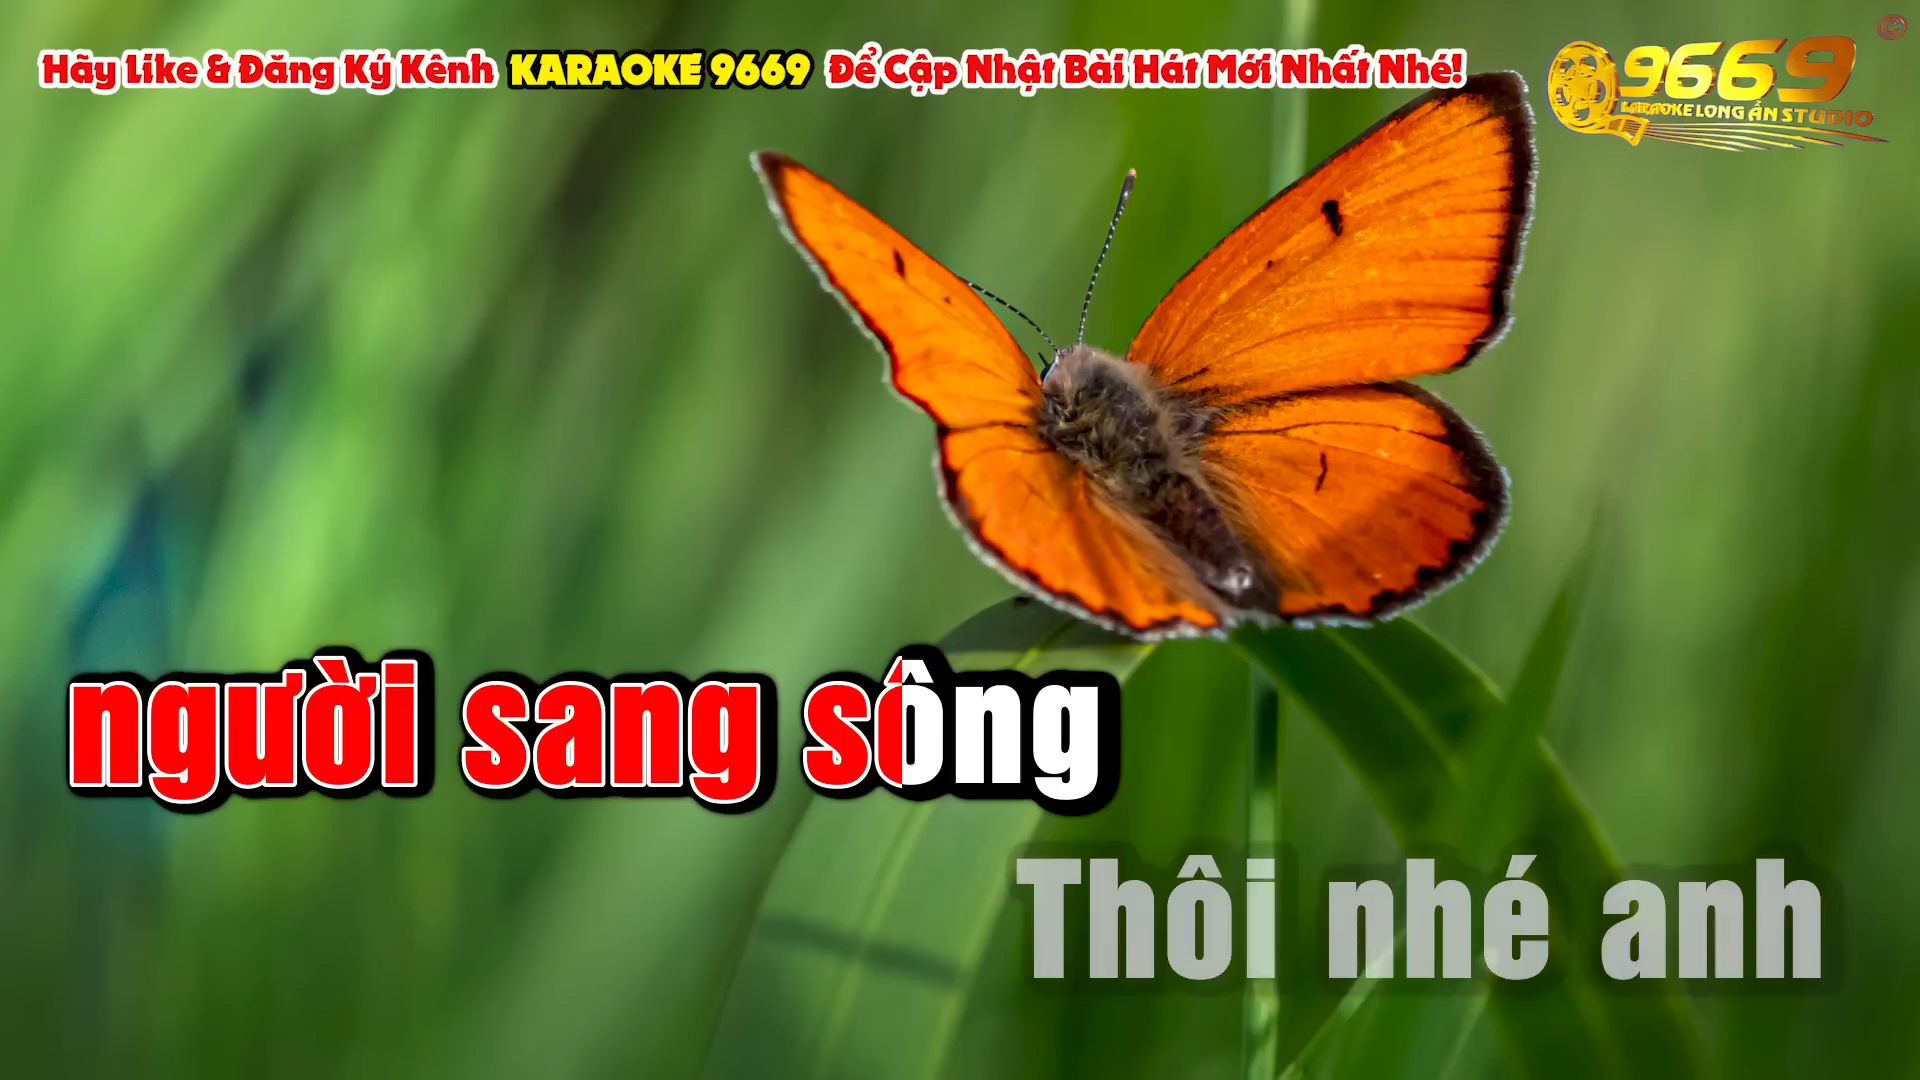 Hãy Like & Đăng Ký Kênh KARAOKE 9669 Để Cập Nhật Bài Hát Mới Nhất Nhé!
9669
KARAOKE LONG ẨN STUDIO
người sang sông
Thôi nhé anh